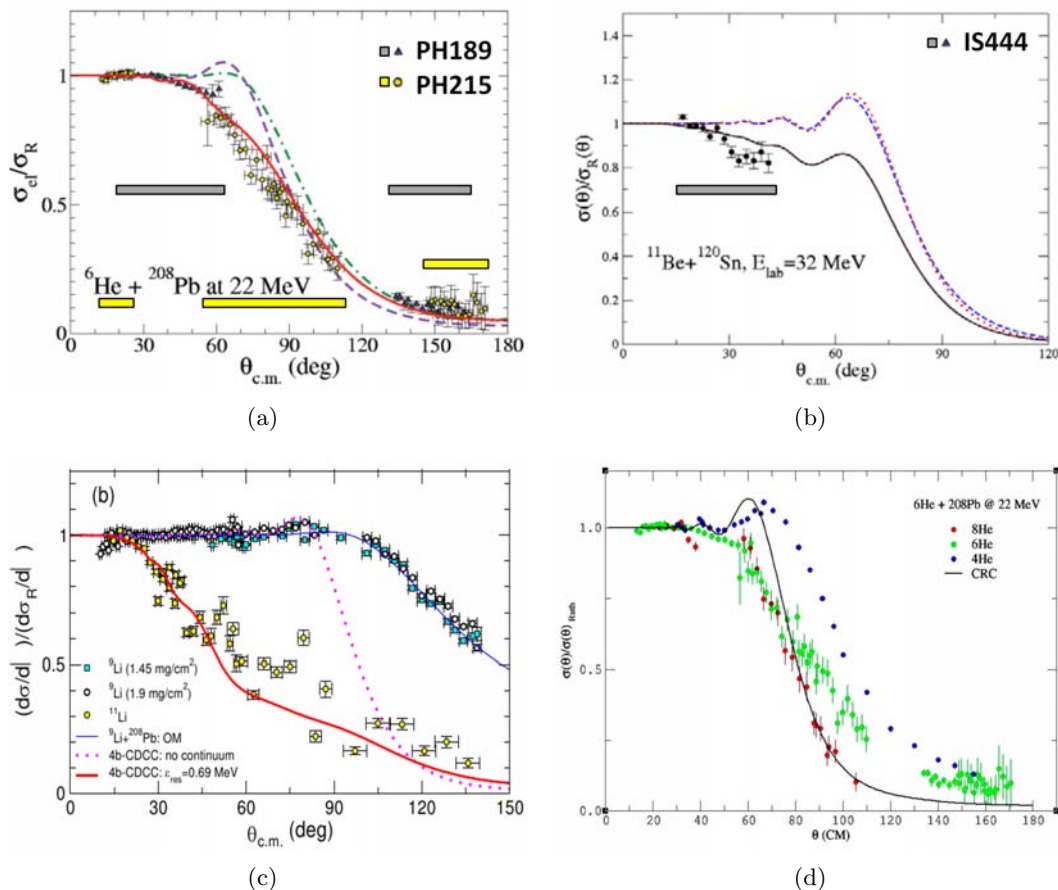 PH189
PH215
σel/σR
1
0.5
0
⁶He + ²⁰⁸Pb at 22 MeV
0 30 60 90 120 150 180
θc.m. (deg)
(a)
IS444
σ(θ)/σR(θ)
1.4
1.2
1
0.8
0.6
0.4
0.2
0
¹¹Be+¹²⁰Sn, Elab=32 MeV
0 30 60 90 120
θc.m. (deg)
(b)
(b)
(dσ/d| )/(dσR/d| )
1.0
0.5
0.0
⁹Li (1.45 mg/cm²)
⁹Li (1.9 mg/cm²)
¹¹Li
⁹Li+²⁰⁸Pb: OM
4b-CDCC: no continuum
4b-CDCC: εres=0.69 MeV
0 30 60 90 120 150
θc.m. (deg)
(c)
6He + 208Pb @ 22 MeV
8He
6He
4He
CRC
σ(θ)/σ(θ)Ruth
1.0
0.5
0.0
0 20 40 60 80 100 120 140 160 180
θ (CM)
(d)